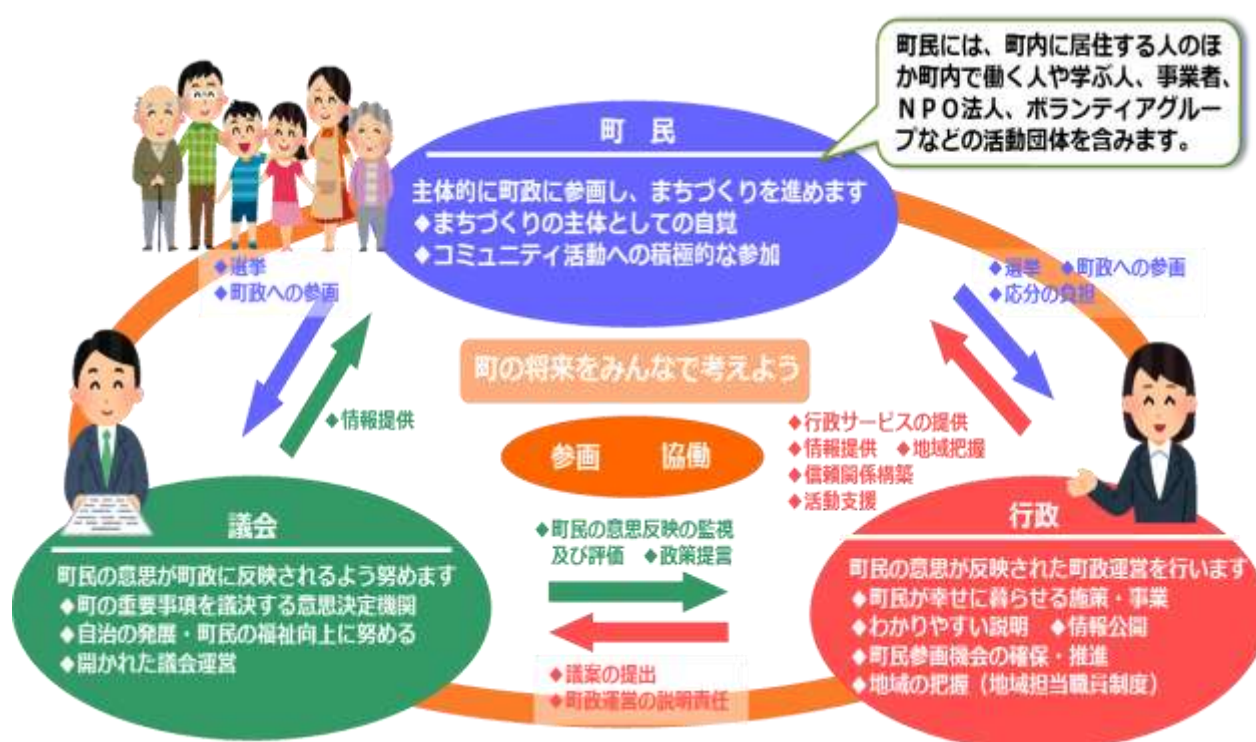 町民には、町内に居住する人のほ
か町内で働く人や学ぶ人、事業者、
ＮＰＯ法人、ボランティアグルー
プなどの活動団体を含みます。
町 民
主体的に町政に参画し、まちづくりを進めます
◆まちづくりの主体としての自覚
◆コミュニティ活動への積極的な参加
◆選挙
◆町政への参画
◆選挙 ◆町政への参画
◆応分の負担
町の将来をみんなで考えよう
◆情報提供
参画 協働
◆行政サービスの提供
◆情報提供 ◆地域把握
◆信頼関係構築
◆活動支援
議会
町民の意思が町政に反映されるよう努めます
◆町の重要事項を議決する意思決定機関
◆自治の発展・町民の福祉向上に努める
◆開かれた議会運営
◆町民の意思反映の監視
及び評価 ◆政策提言
◆議案の提出
◆町政運営の説明責任
行政
町民の意思が反映された町政運営を行います
◆町民が幸せに暮らせる施策・事業
◆わかりやすい説明 ◆情報公開
◆町民参画機会の確保・推進
◆地域の把握（地域担当職員制度）